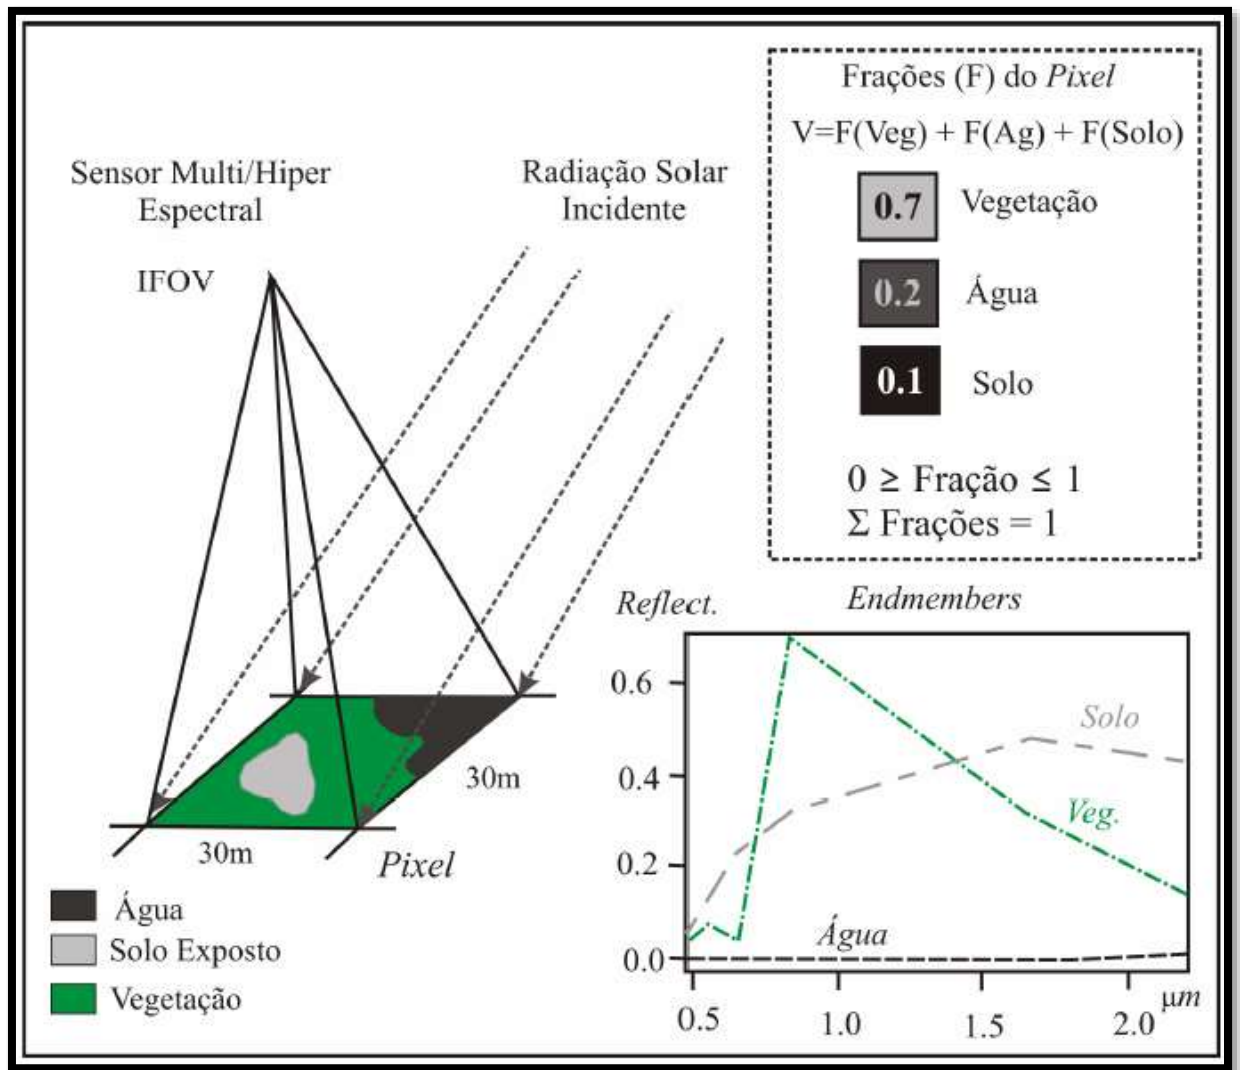 Frações (F) do Pixel
V=F(Veg) + F(Ag) + F(Solo)
0.7 Vegetação
0.2 Água
0.1 Solo
0 ≥ Fração ≤ 1
Σ Frações = 1
Sensor Multi/Hiper
Espectral
IFOV
Radiação Solar
Incidente
30m
30m
Pixel
Água
Solo Exposto
Vegetação
Reflect.
Endmembers
0.6
0.4
0.2
0.0
Solo
Veg.
Água
0.5
1.0
1.5
2.0
µm